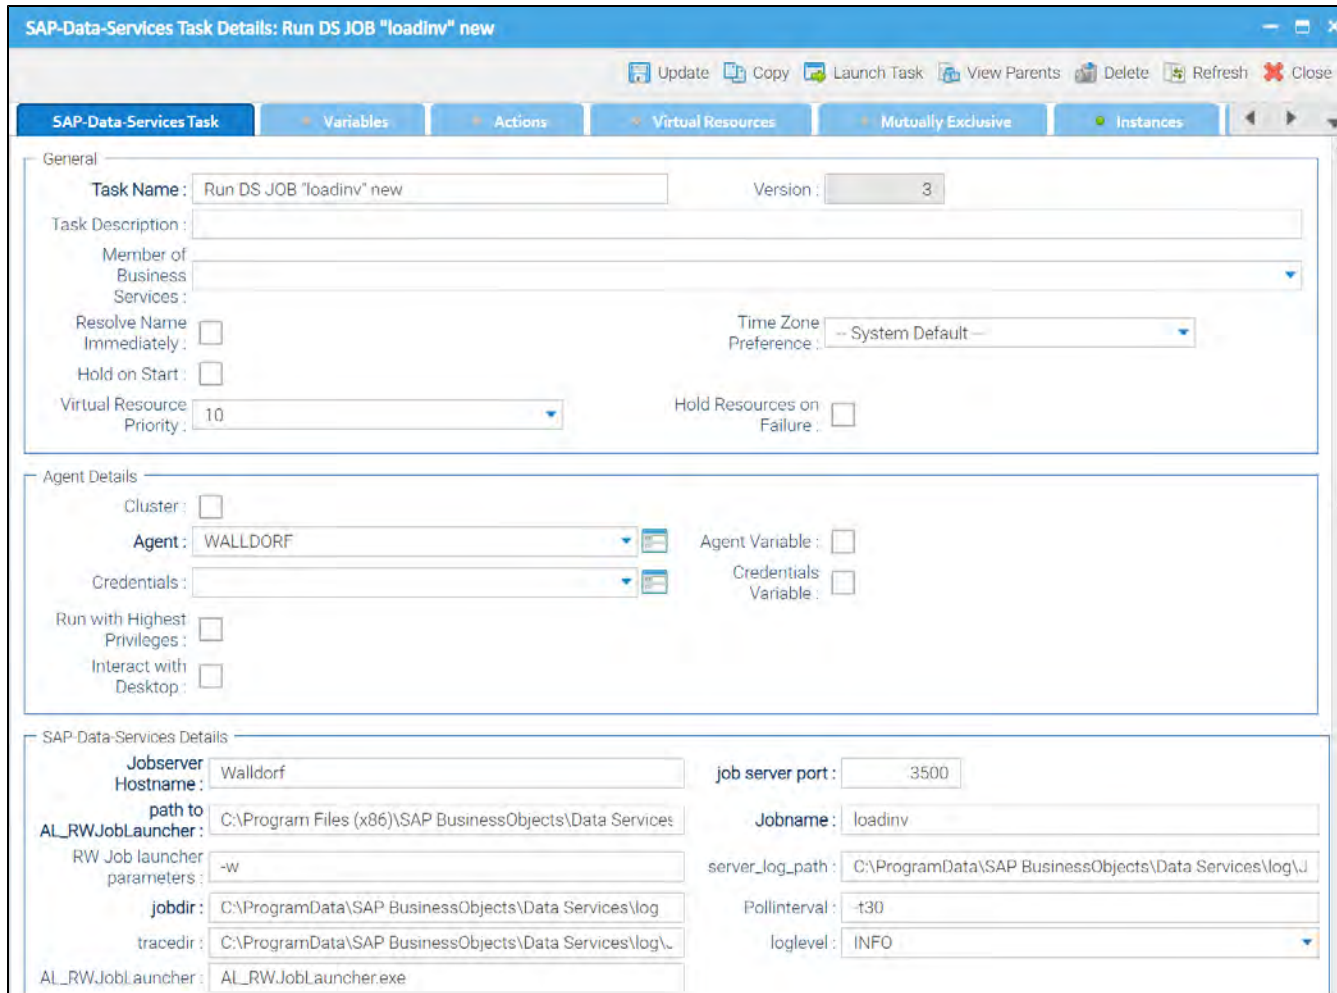 SAP-Data-Services Task Details: Run DS JOB "loadinv" new
Update Copy Launch Task View Parents Delete Refresh Close
SAP-Data-Services Task Variables Actions Virtual Resources Mutually Exclusive Instances
General
Task Name : Run DS JOB "loadinv" new Version : 3
Task Description :
Member of
Business
Services :
Resolve Name
Immediately :
Time Zone
Preference : -- System Default --
Hold on Start :
Virtual Resource
Priority : 10
Hold Resources on
Failure :
Agent Details
Cluster :
Agent : WALLDORF Agent Variable :
Credentials :
Credentials
Variable :
Run with Highest
Privileges :
Interact with
Desktop :
SAP-Data-Services Details
Jobserver
Hostname : Walldorf
job server port : 3500
path to
AL_RWJobLauncher : C:\Program Files (x86)\SAP BusinessObjects\Data Services
Jobname : loadinv
RW Job launcher
parameters : -w
server_log_path : C:\ProgramData\SAP BusinessObjects\Data Services\log\J
jobdir : C:\ProgramData\SAP BusinessObjects\Data Services\log Pollinterval : -t30
tracedir : C:\ProgramData\SAP BusinessObjects\Data Services\log\ loglevel : INFO
AL_RWJobLauncher : AL_RWJobLauncher.exe